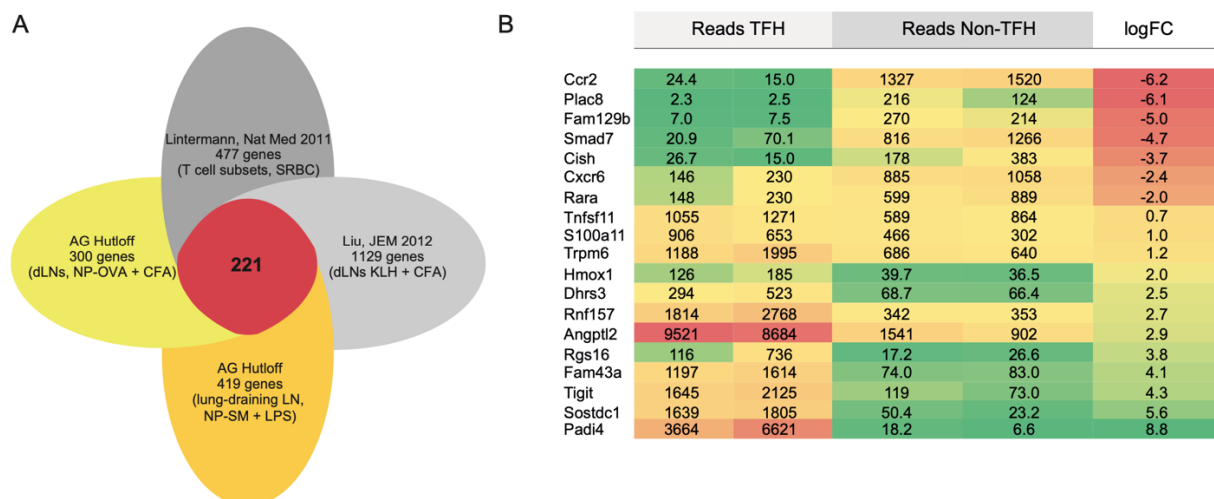 A
Lintermann, Nat Med 2011
477 genes
(T cell subsets, SRBC)
AG Hutloff
300 genes
(dLNs, NP-OVA + CFA)
221
Liu, JEM 2012
1129 genes
(dLNs KLH + CFA)
AG Hutloff
419 genes
(lung-draining LN,
NP-SM + LPS)
B
Reads TFH Reads Non-TFH logFC
Ccr2 24.4 15.0 1327 1520 -6.2
Plac8 2.3 2.5 216 124 -6.1
Fam129b 7.0 7.5 270 214 -5.0
Smad7 20.9 70.1 816 1266 -4.7
Cish 26.7 15.0 178 383 -3.7
Cxcr6 146 230 885 1058 -2.4
Rara 148 230 599 889 -2.0
Tnfsf11 1055 1271 589 864 0.7
S100a11 906 653 466 302 1.0
Trpm6 1188 1995 686 640 1.2
Hmox1 126 185 39.7 36.5 2.0
Dhrs3 294 523 68.7 66.4 2.5
Rnf157 1814 2768 342 353 2.7
Angptl2 9521 8684 1541 902 2.9
Rgs16 116 736 17.2 26.6 3.8
Fam43a 1197 1614 74.0 83.0 4.1
Tigit 1645 2125 119 73.0 4.3
Sostdc1 1639 1805 50.4 23.2 5.6
Padi4 3664 6621 18.2 6.6 8.8